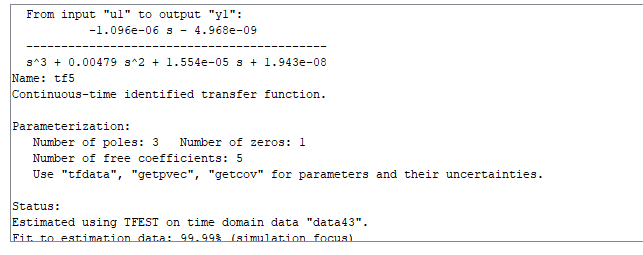 From input "u1" to output "y1":
-1.096e-06 s - 4.968e-09
-------------------------------------------
s^3 + 0.00479 s^2 + 1.554e-05 s + 1.943e-08
Name: tf5
Continuous-time identified transfer function.
Parameterization:
Number of poles: 3   Number of zeros: 1
Number of free coefficients: 5
Use "tfdata", "getpvec", "getcov" for parameters and their uncertainties.
Status:
Estimated using TFEST on time domain data "data43".
Fit to estimation data: 99.99% (simulation focus)